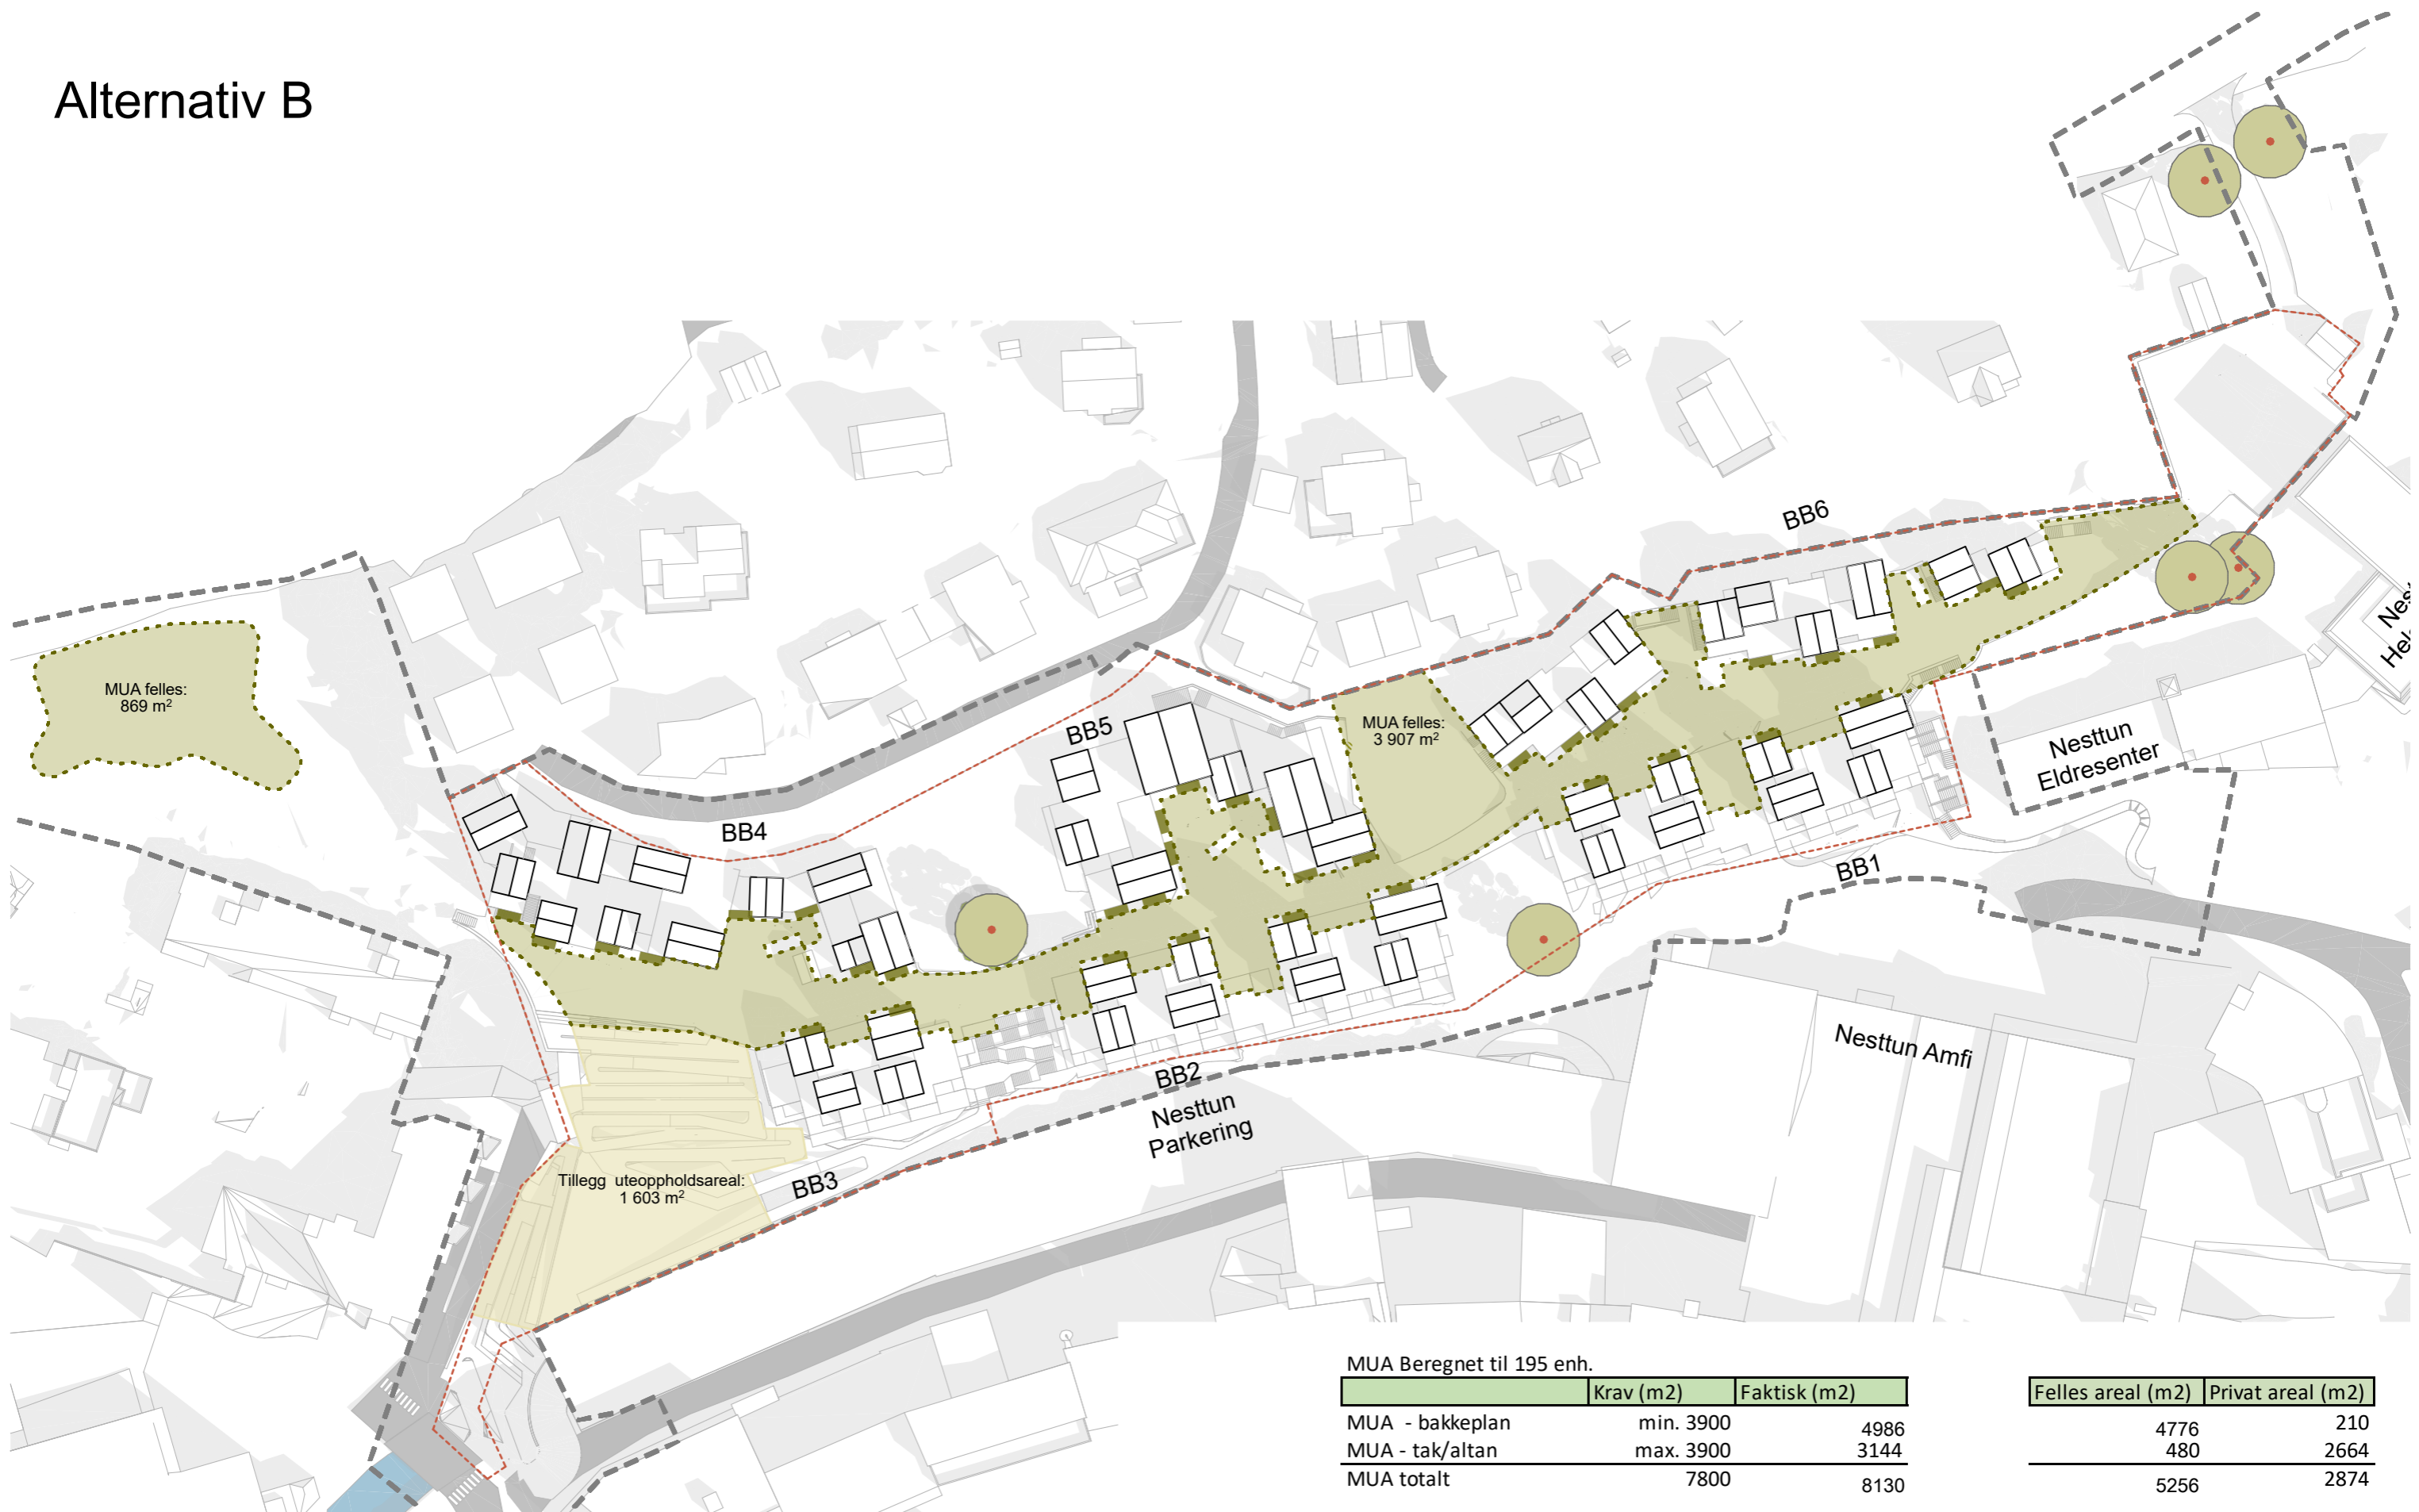 Alternativ B
BB6
MUA felles:
869 m²
MUA felles:
3 907 m²
BB5
Nesttun
Eldresenter
BB4
BB1
Nesttun Amfi
BB2
Nesttun
Parkering
Tillegg uteoppholdsareal:
1 603 m²
BB3
MUA Beregnet til 195 enh.
Krav (m2) Faktisk (m2) Felles areal (m2) Privat areal (m2)
MUA - bakkeplan min. 3900 4986 4776 210
MUA - tak/altan max. 3900 3144 480 2664
MUA totalt 7800 8130 5256 2874